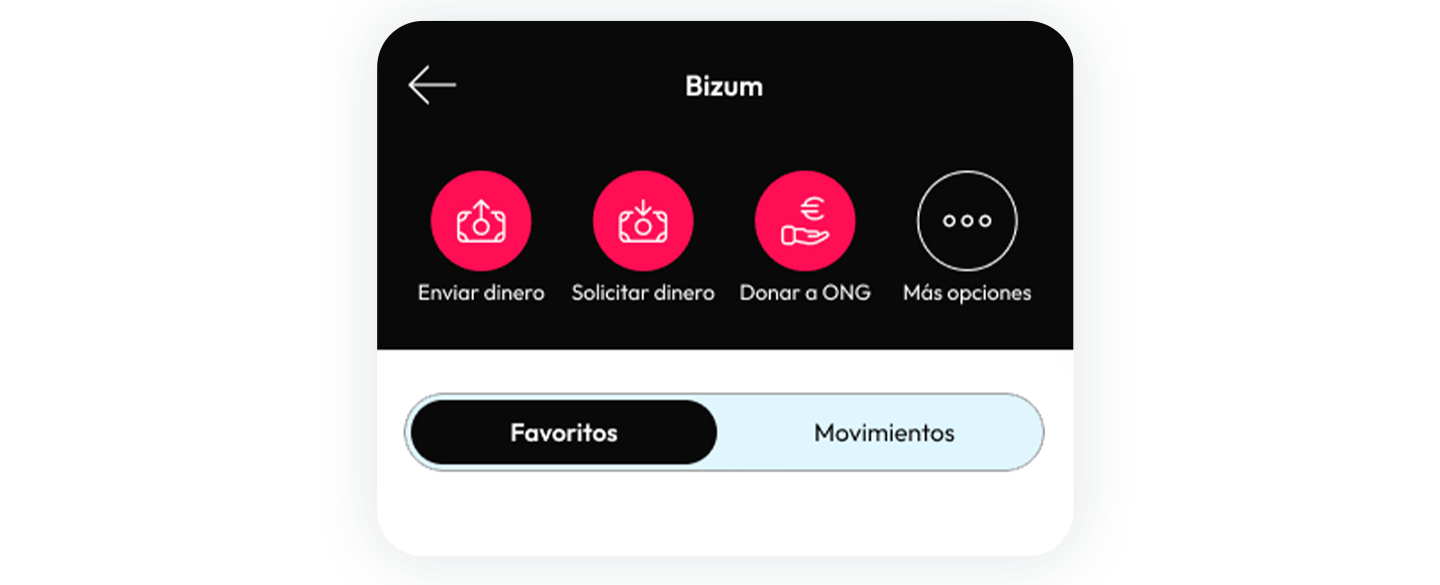 Bizum
Enviar dinero
Solicitar dinero
Donar a ONG
Más opciones
Favoritos
Movimientos